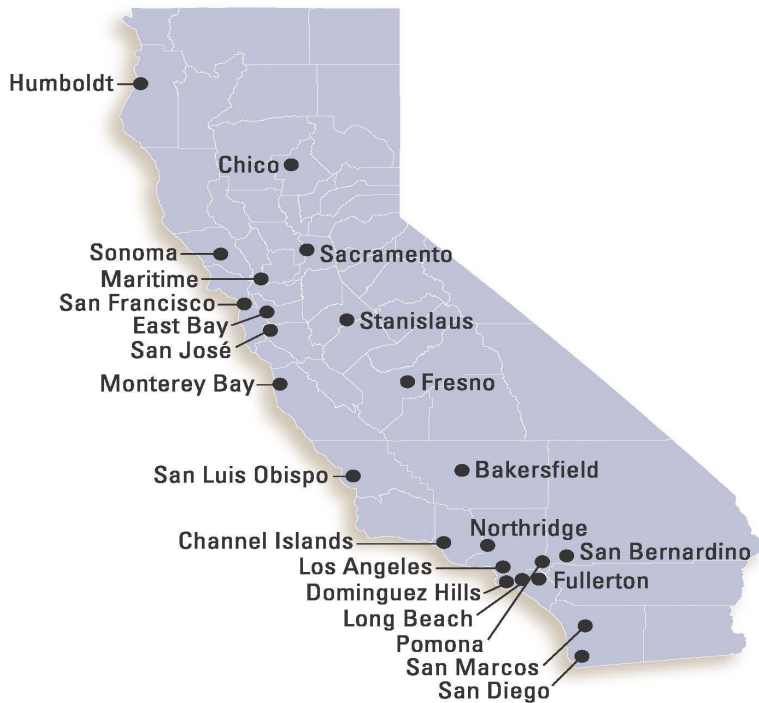 Humboldt
Chico
Sonoma
Sacramento
Maritime
San Francisco
East Bay
Stanislaus
San José
Monterey Bay
Fresno
San Luis Obispo
Bakersfield
Northridge
Channel Islands
San Bernardino
Los Angeles
Fullerton
Dominguez Hills
Long Beach
Pomona
San Marcos
San Diego